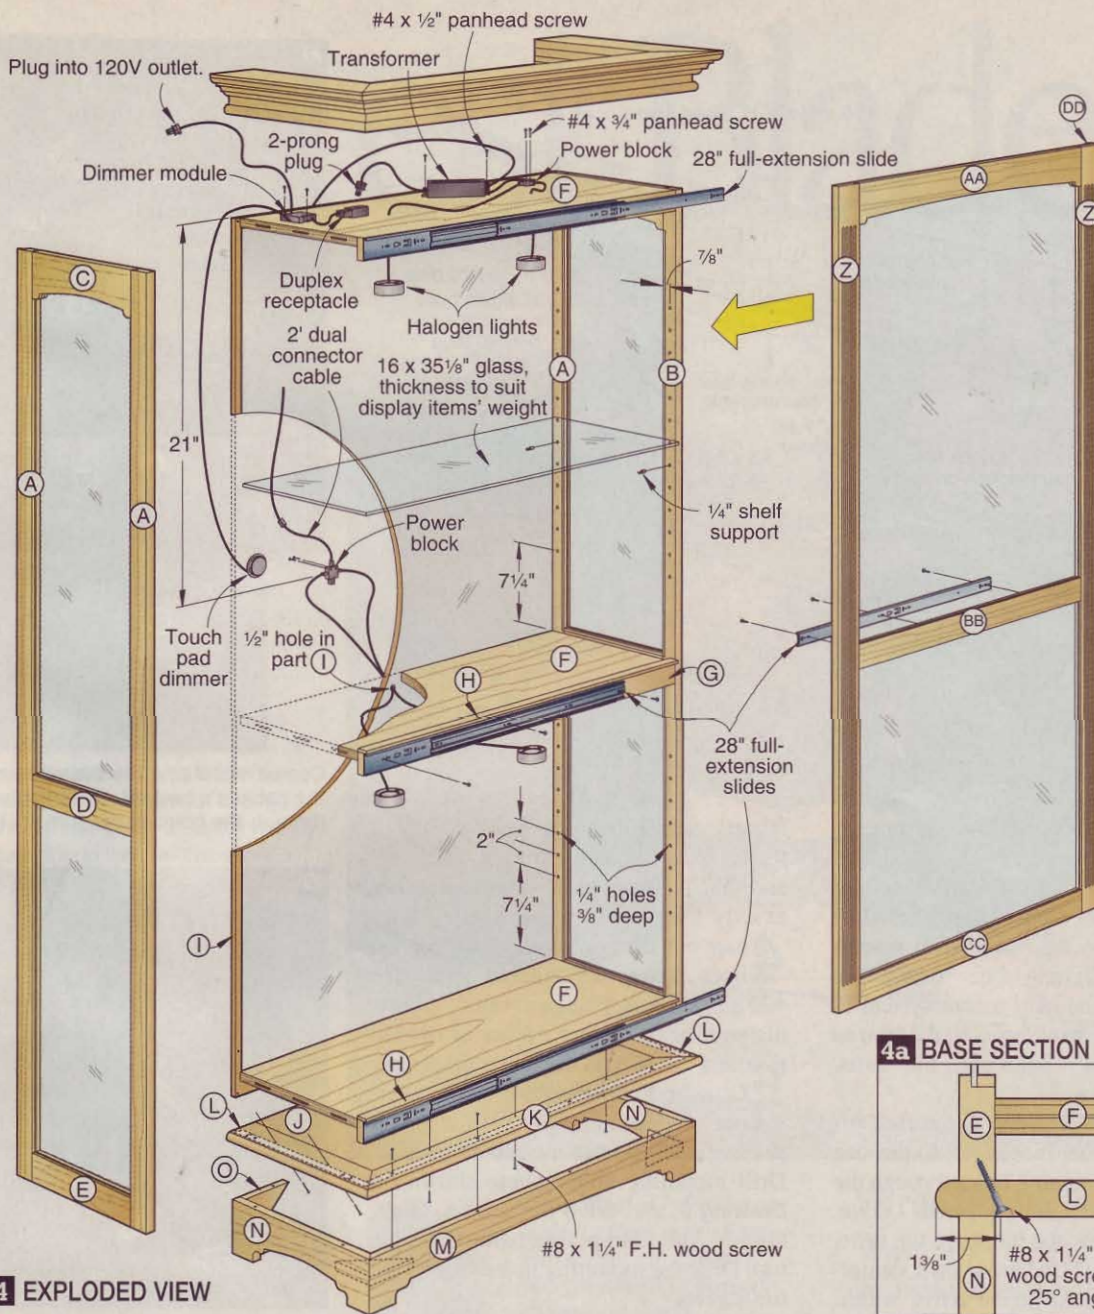 #4 x ½" panhead screw
Plug into 120V outlet.
Transformer
DD
#4 x ¾" panhead screw
2-prong
plug
Power block
28" full-extension slide
Dimmer module
F
AA
Z
Z
C
⅞"
Duplex
receptacle
Halogen lights
2' dual
connector
cable
16 x 35⅛" glass,
thickness to suit
display items' weight
A
B
21"
A
A
¼" shelf
support
Power
block
7¼"
Touch
pad
dimmer
½" hole in
part I
F
H
G
BB
28" full-
extension
slides
D
2"
¼" holes
⅜" deep
7¼"
I
CC
F
L
H
J
L
K
N
O
E
N
M
#8 x 1¼" F.H. wood screw
4 EXPLODED VIEW
4a BASE SECTION
E
F
L
1⅜"
N
#8 x 1¼"
25°